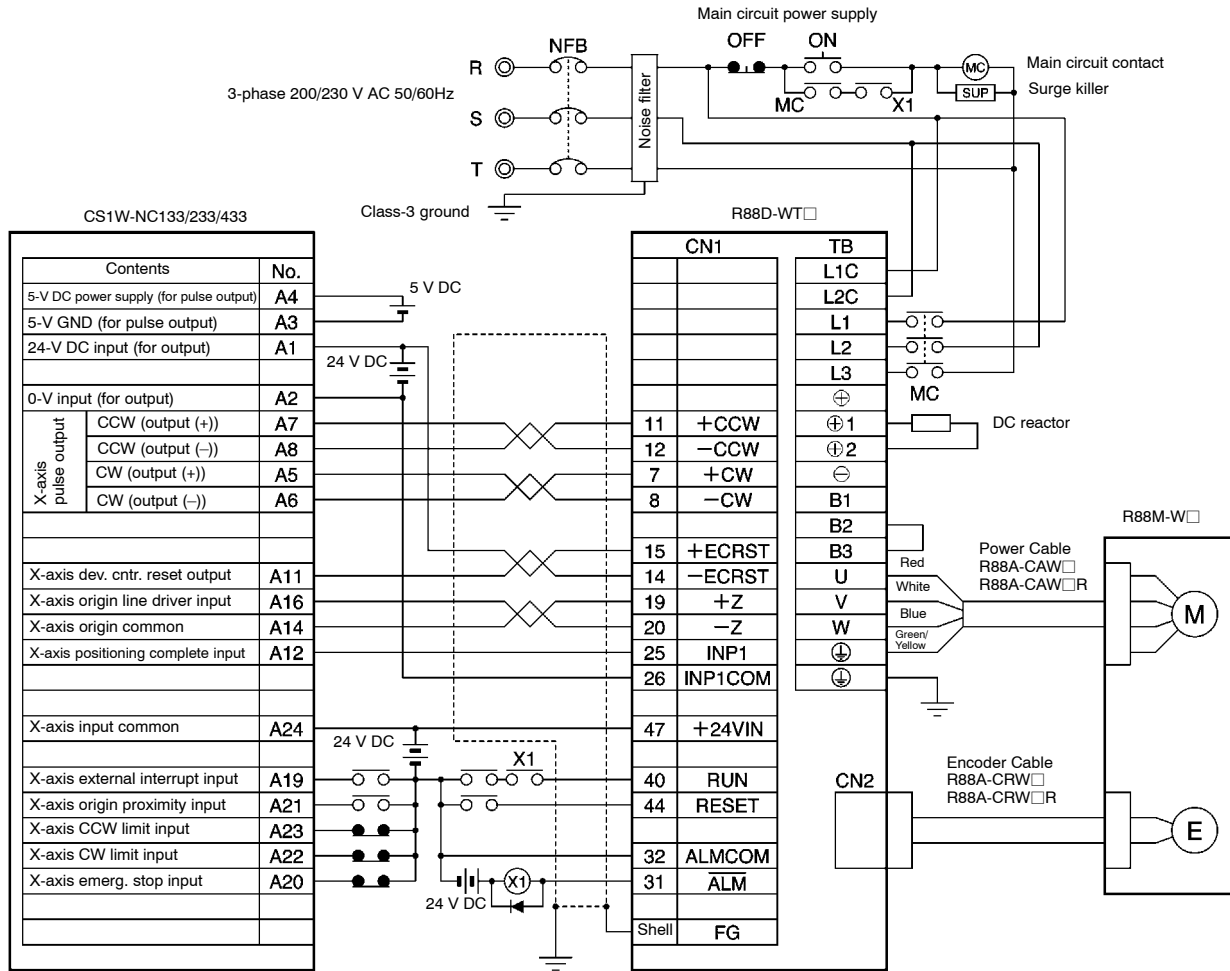 Main circuit power supply
OFF ON
NFB
R
MC
Main circuit contact
SUP
Surge killer
MC X1
3-phase 200/230 V AC 50/60Hz
Noise filter
S
T
Class-3 ground
CS1W-NC133/233/433
R88D-WT□
Contents No.
5-V DC power supply (for pulse output) A4
5-V GND (for pulse output) A3
24-V DC input (for output) A1
0-V input (for output) A2
X-axis pulse output
CCW (output (+)) A7
CCW (output (–)) A8
CW (output (+)) A5
CW (output (–)) A6
X-axis dev. cntr. reset output A11
X-axis origin line driver input A16
X-axis origin common A14
X-axis positioning complete input A12
X-axis input common A24
X-axis external interrupt input A19
X-axis origin proximity input A21
X-axis CCW limit input A23
X-axis CW limit input A22
X-axis emerg. stop input A20
5 V DC
24 V DC
24 V DC
X1
X1
24 V DC
CN1
11 +CCW
12 −CCW
7 +CW
8 −CW
15 +ECRST
14 −ECRST
19 +Z
20 −Z
25 INP1
26 INP1COM
47 +24VIN
40 RUN
44 RESET
32 ALMCOM
31 ALM
Shell FG
TB
L1C
L2C
L1
L2
L3
⊕
⊕1
⊕2
⊖
B1
B2
B3
U
V
W
MC
DC reactor
Red
White
Blue
Green/
Yellow
Power Cable
R88A-CAW□
R88A-CAW□R
R88M-W□
M
CN2
Encoder Cable
R88A-CRW□
R88A-CRW□R
E